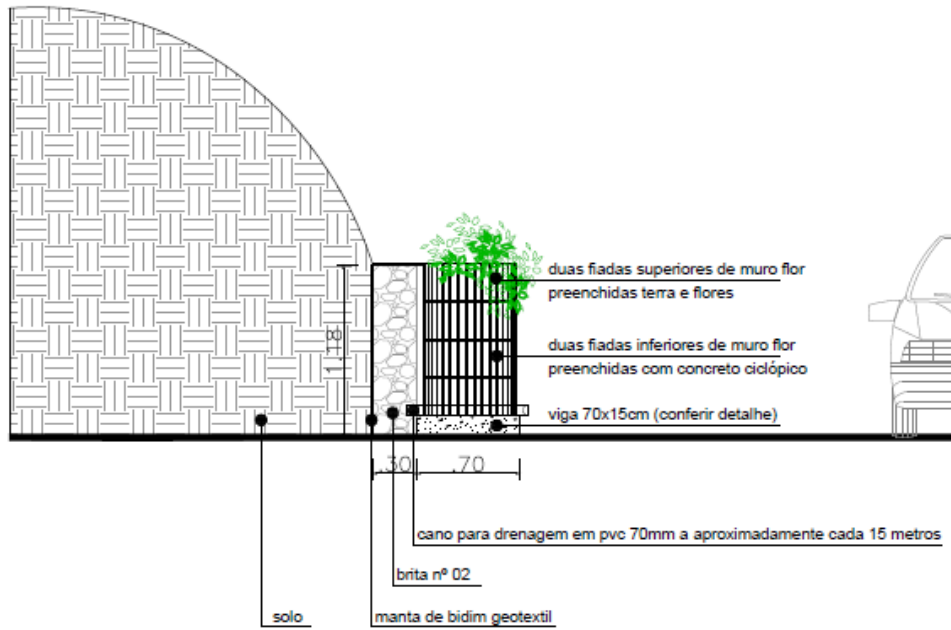 duas fiadas superiores de muro flor
preenchidas terra e flores
duas fiadas inferiores de muro flor
preenchidas com concreto ciclópico
1.18
viga 70x15cm (conferir detalhe)
.30
.70
cano para drenagem em pvc 70mm a aproximadamente cada 15 metros
brita nº 02
solo
manta de bidim geotextil